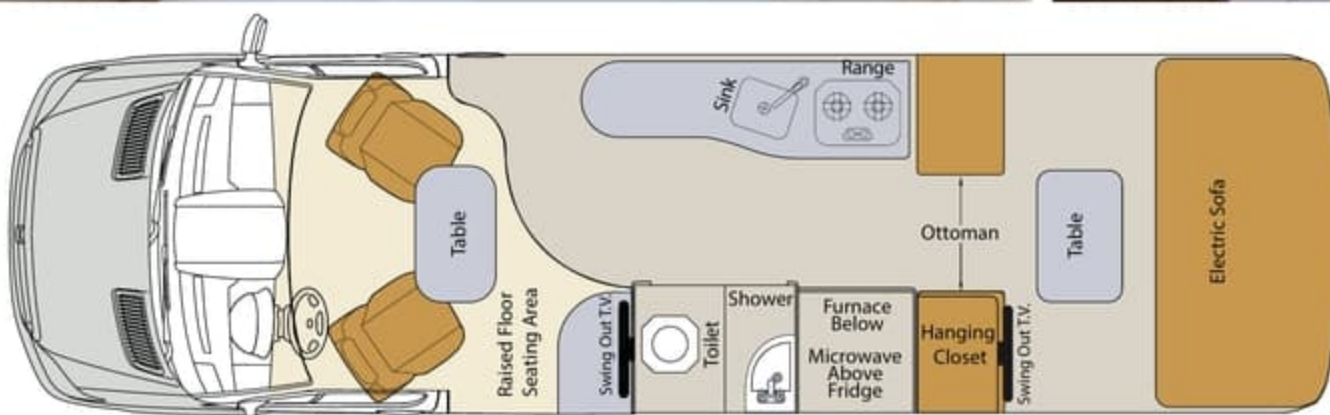 Sink
Range
Table
Raised Floor
Seating Area
Swing Out T.V.
Toilet
Shower
Furnace
Below
Microwave
Above
Fridge
Ottoman
Hanging
Closet
Swing Out T.V.
Table
Electric Sofa